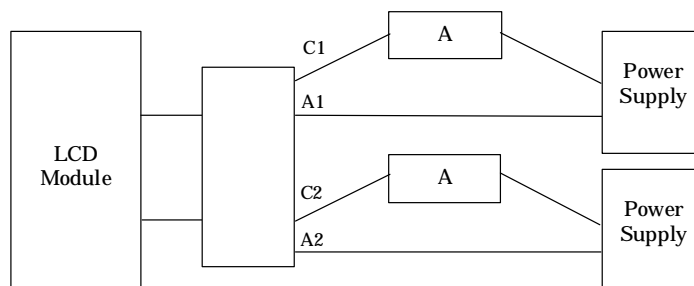 C1
A
Power
Supply
A1
LCD
Module
C2
A
Power
Supply
A2